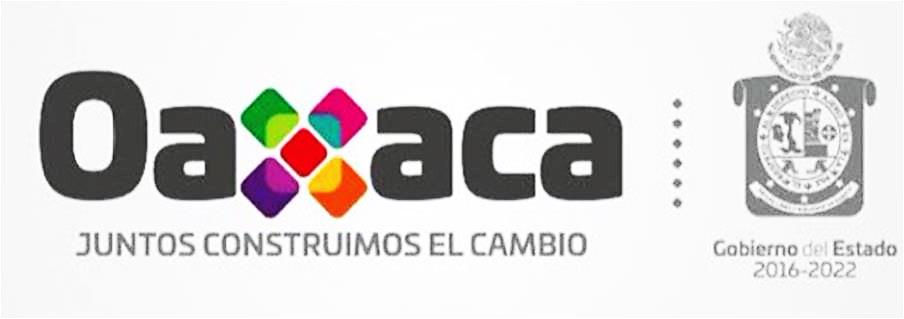 Oaxaca
JUNTOS CONSTRUIMOS EL CAMBIO
Gobierno del Estado
2016-2022